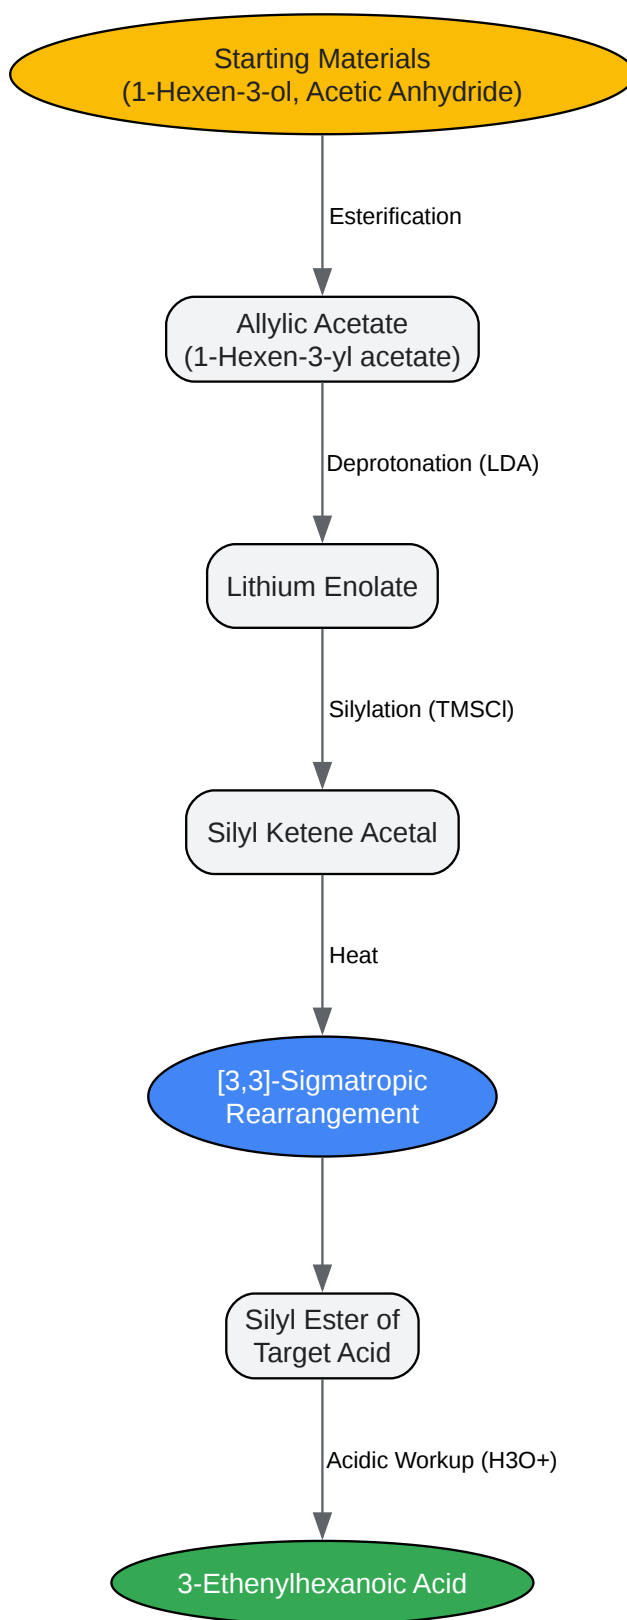 Starting Materials
(1-Hexen-3-ol, Acetic Anhydride)
Esterification
Allylic Acetate
(1-Hexen-3-yl acetate)
Deprotonation (LDA)
Lithium Enolate
Silylation (TMSCl)
Silyl Ketene Acetal
Heat
[3,3]-Sigmatropic
Rearrangement
Silyl Ester of
Target Acid
Acidic Workup (H3O+)
3-Ethenylhexanoic Acid